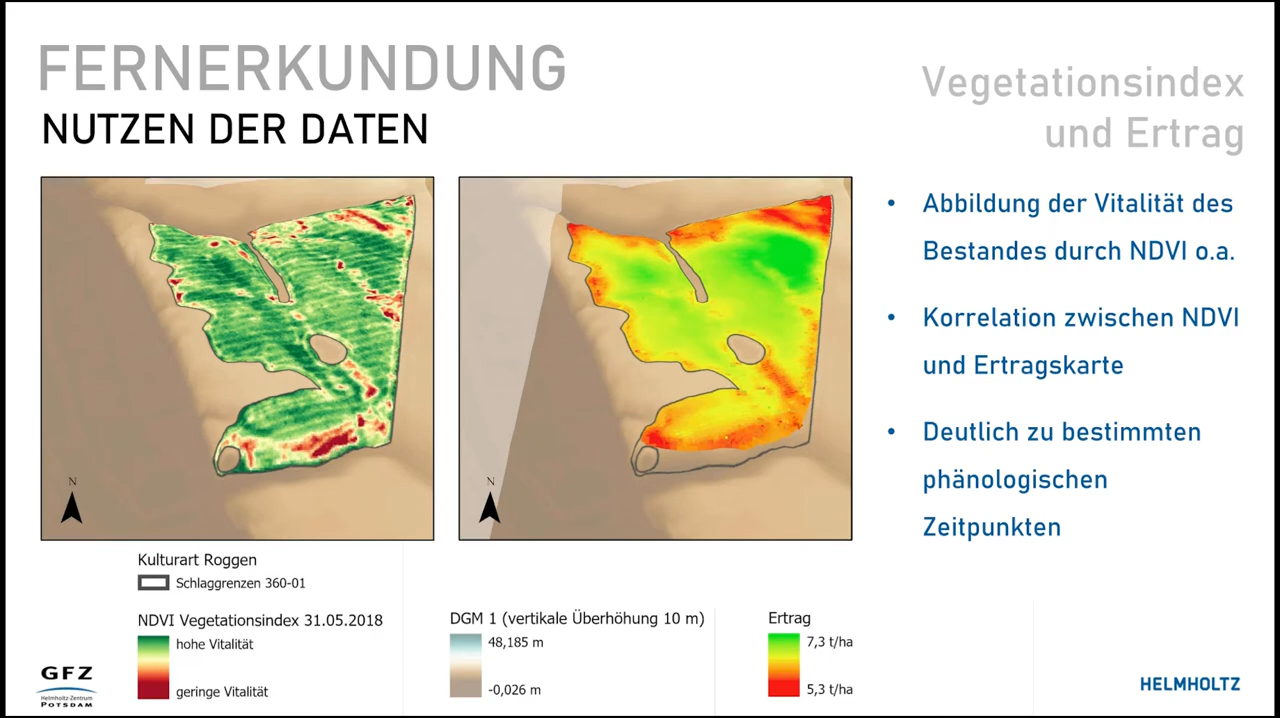 FERNERKUNDUNG
NUTZEN DER DATEN
Vegetationsindex
und Ertrag
• Abbildung der Vitalität des
Bestandes durch NDVI o.a.
• Korrelation zwischen NDVI
und Ertragskarte
• Deutlich zu bestimmten
phänologischen
Zeitpunkten
N
N
Kulturart Roggen
Schlaggrenzen 360-01
NDVI Vegetationsindex 31.05.2018
hohe Vitalität
geringe Vitalität
DGM 1 (vertikale Überhöhung 10 m)
48,185 m
-0,026 m
Ertrag
7,3 t/ha
5,3 t/ha
GFZ
Helmholtz-Zentrum
POTSDAM
HELMHOLTZ